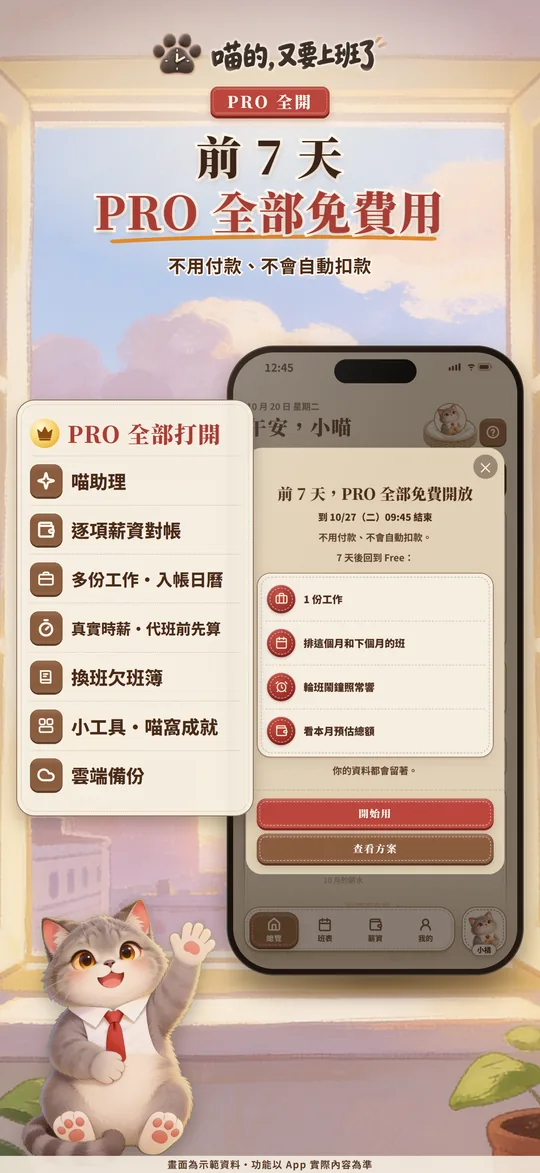 喵的,又要上班了
PRO 全開
前 7 天
PRO 全部免費用
不用付款、不會自動扣款
PRO 全部打開
喵助理
逐項薪資對帳
多份工作・入帳日曆
真實時薪・代班前先算
換班欠班簿
小工具・喵窩成就
雲端備份
12:45
10 月 20 日 星期二
午安，小喵
前 7 天，PRO 全部免費開放
到 10/27（二）09:45 結束
不用付款、不會自動扣款。
7 天後回到 Free：
1 份工作
排這個月和下個月的班
輪班鬧鐘照常響
看本月預估總額
你的資料都會留著。
開始用
查看方案
總覽
班表
薪資
我的
小橘
畫面為示範資料・功能以 App 實際內容為準